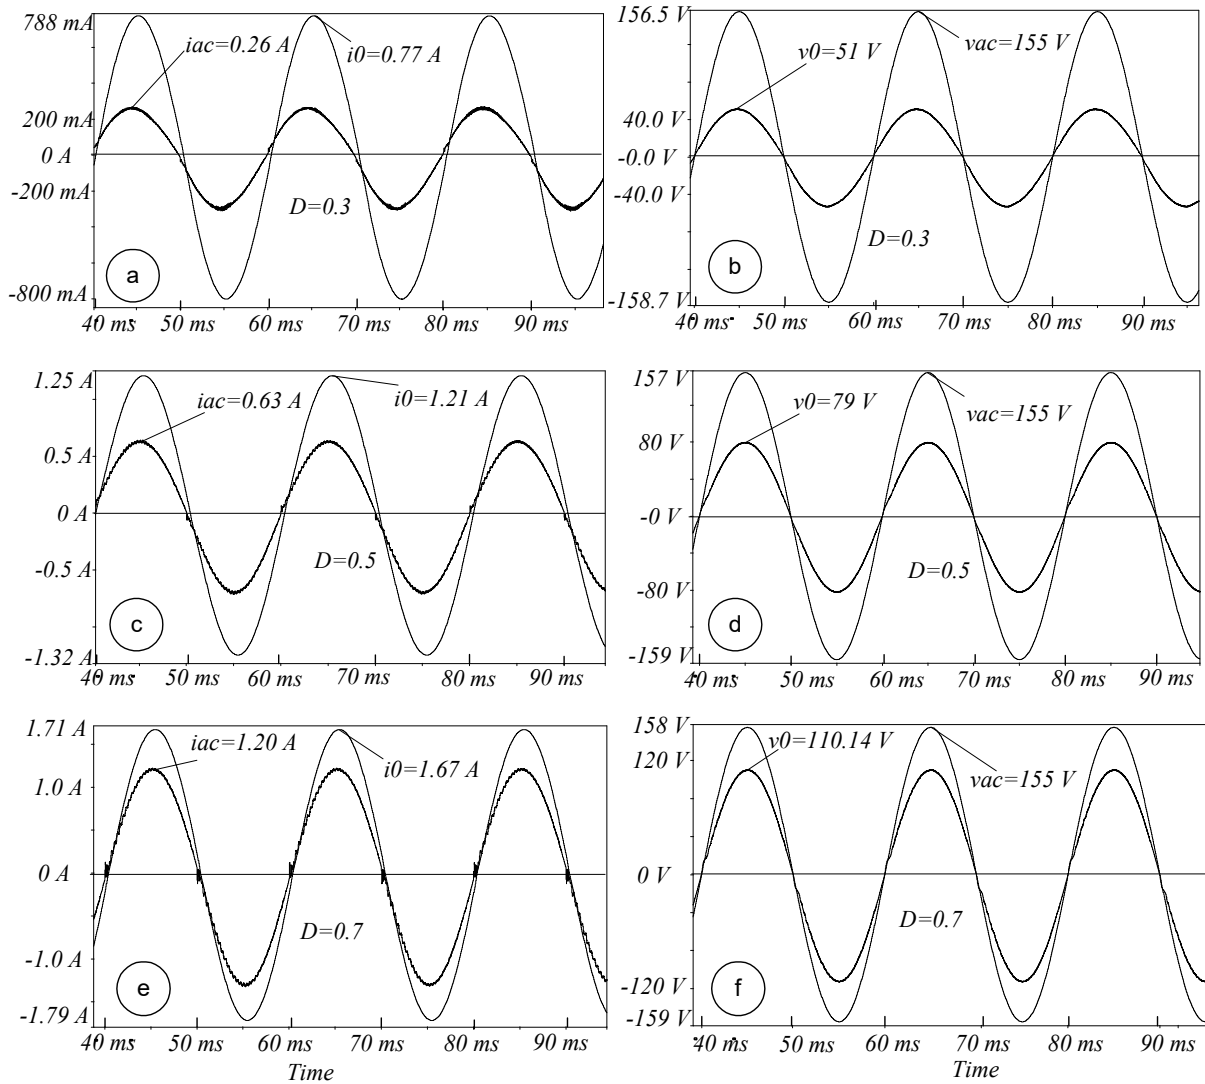 788 mA
iac=0.26 A
i0=0.77 A
200 mA
0 A
-200 mA
D=0.3
a
-800 mA
40 ms
50 ms
60 ms
70 ms
80 ms
90 ms
156.5 V
v0=51 V
vac=155 V
40.0 V
-0.0 V
-40.0 V
D=0.3
b
-158.7 V
40 ms
50 ms
60 ms
70 ms
80 ms
90 ms
1.25 A
iac=0.63 A
i0=1.21 A
0.5 A
0 A
-0.5 A
D=0.5
c
-1.32 A
40 ms
50 ms
60 ms
70 ms
80 ms
90 ms
157 V
v0=79 V
vac=155 V
80 V
-0 V
D=0.5
-80 V
d
-159 V
40 ms
50 ms
60 ms
70 ms
80 ms
90 ms
1.71 A
iac=1.20 A
i0=1.67 A
1.0 A
0 A
D=0.7
-1.0 A
e
-1.79 A
40 ms
50 ms
60 ms
70 ms
80 ms
90 ms
Time
158 V
v0=110.14 V
120 V
vac=155 V
0 V
D=0.7
-120 V
f
-159 V
40 ms
50 ms
60 ms
70 ms
80 ms
90 ms
Time